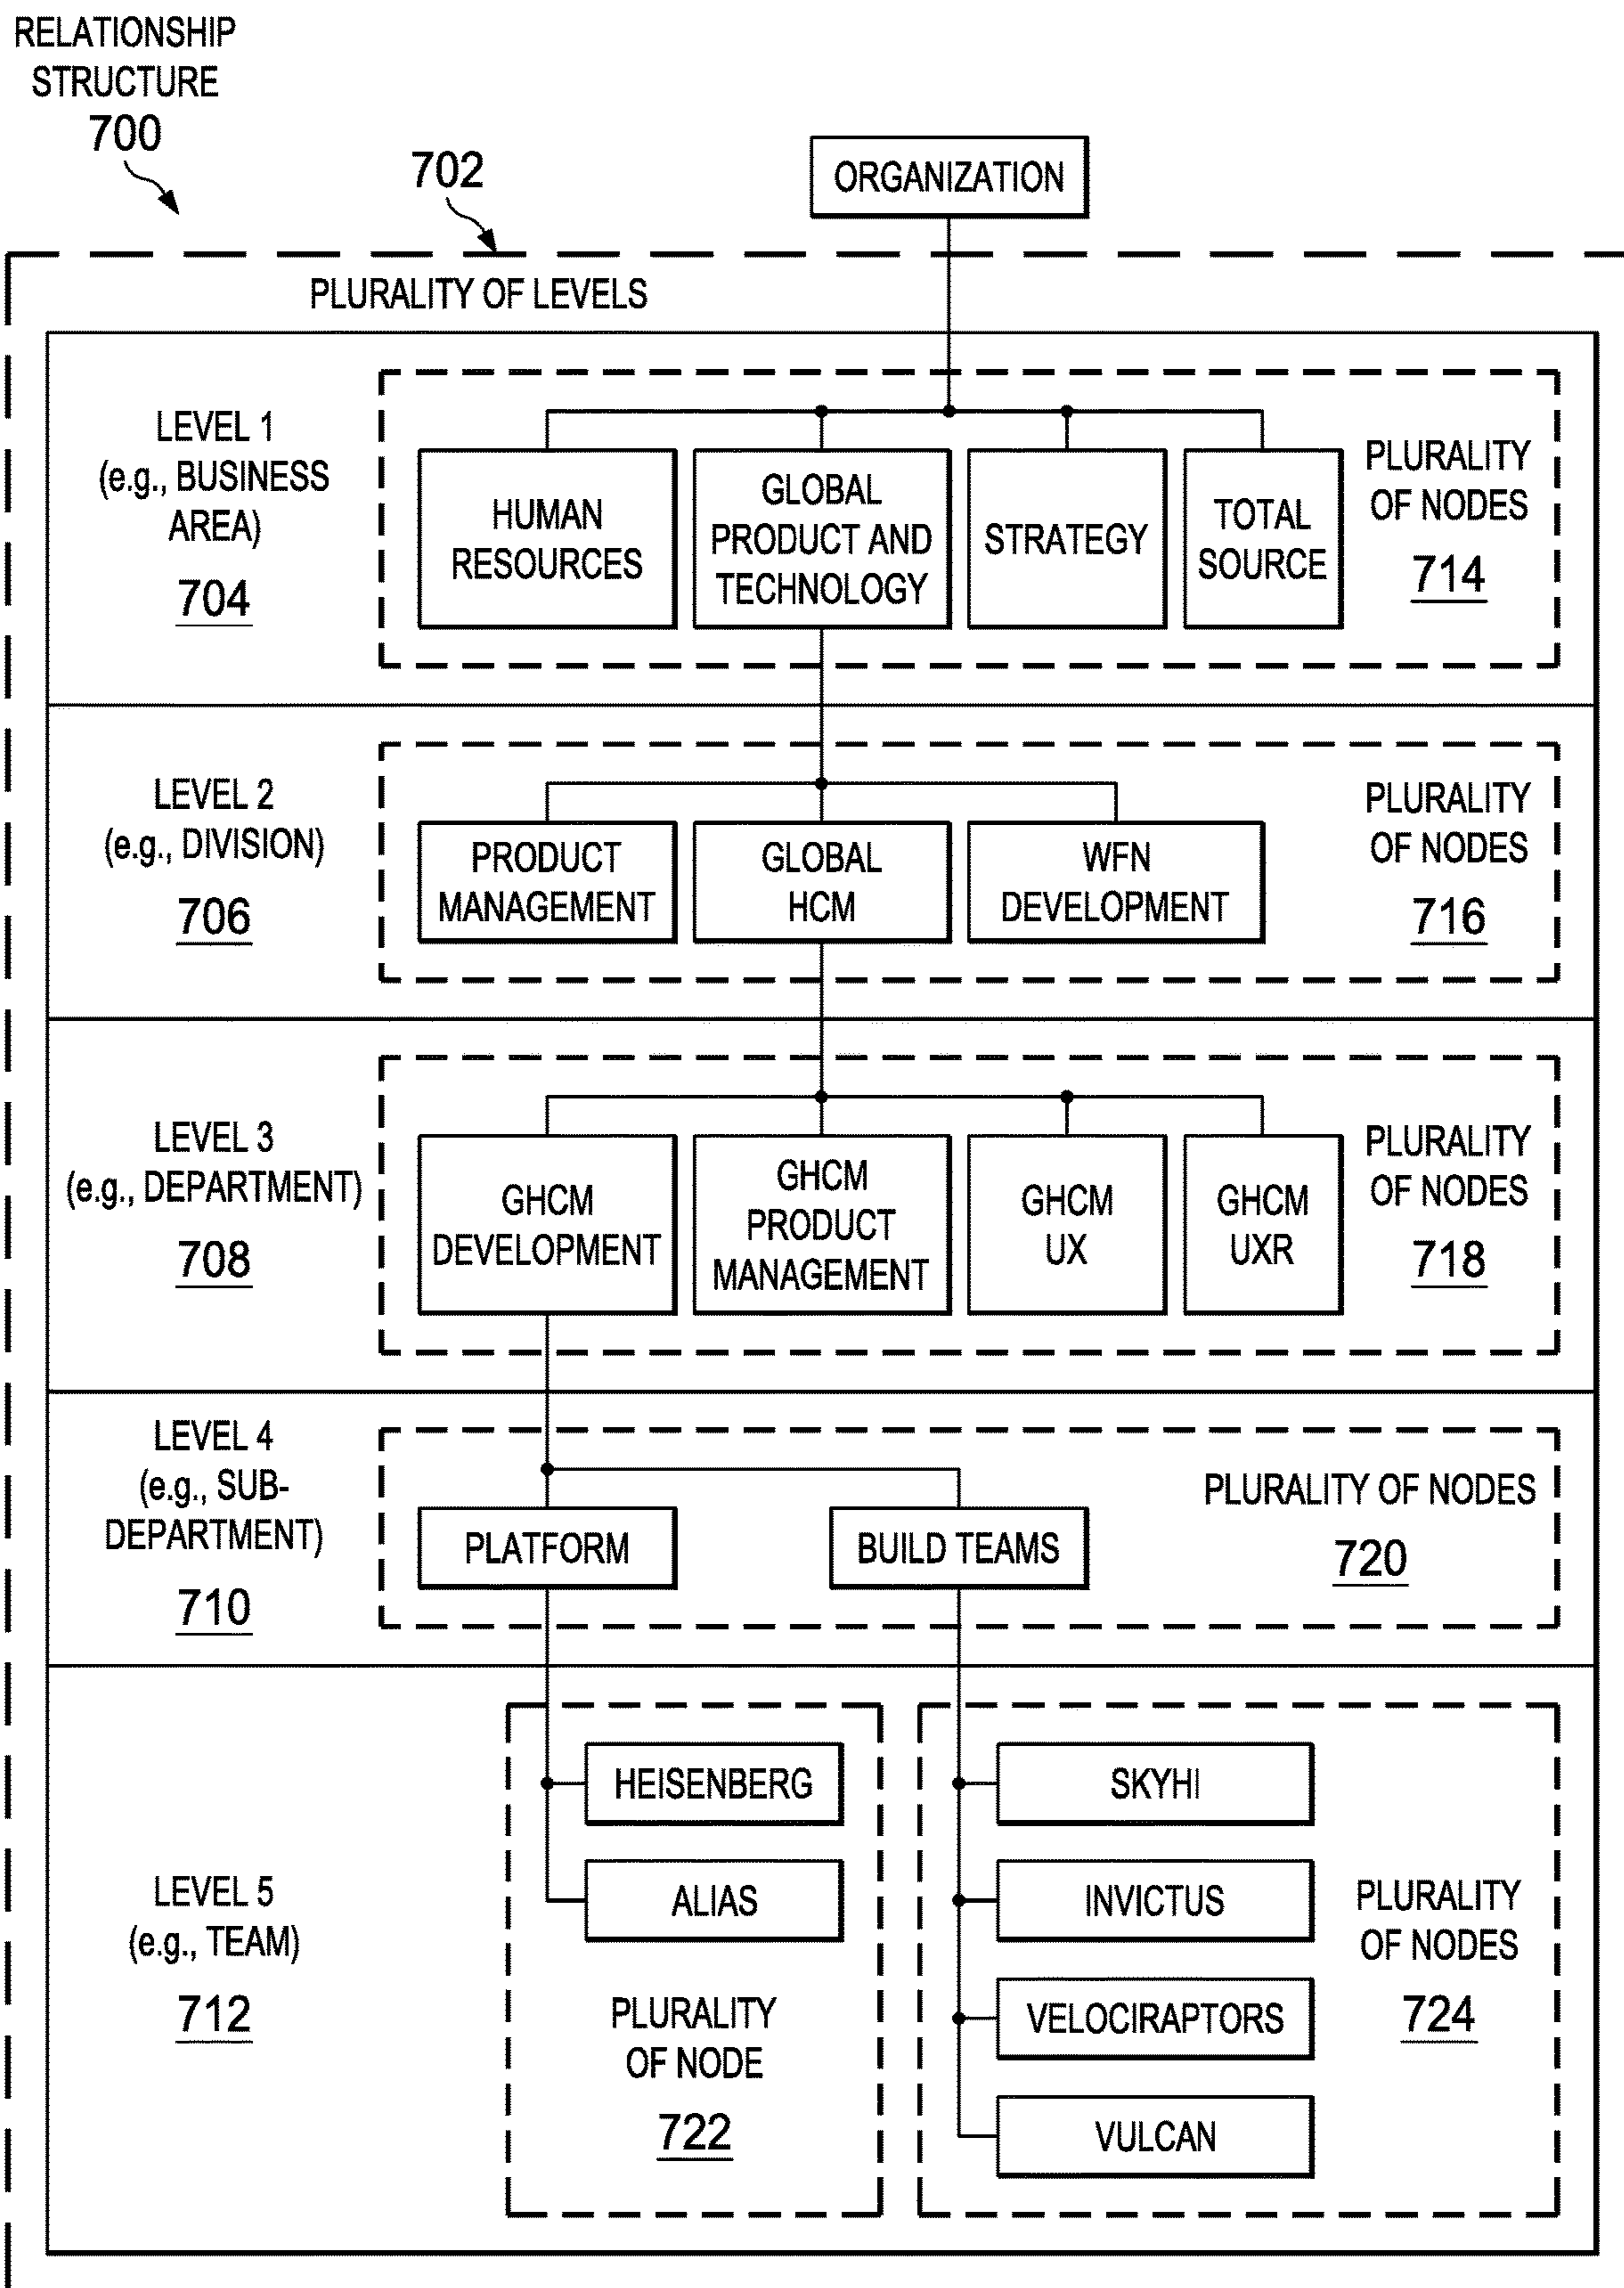 RELATIONSHIP
STRUCTURE
700
702
ORGANIZATION
PLURALITY OF LEVELS
LEVEL 1
(e.g., BUSINESS
AREA)
704
HUMAN
RESOURCES
GLOBAL
PRODUCT AND
TECHNOLOGY
STRATEGY
TOTAL
SOURCE
PLURALITY
OF NODES
714
LEVEL 2
(e.g., DIVISION)
706
PRODUCT
MANAGEMENT
GLOBAL
HCM
WFN
DEVELOPMENT
PLURALITY
OF NODES
716
LEVEL 3
(e.g., DEPARTMENT)
708
GHCM
DEVELOPMENT
GHCM
PRODUCT
MANAGEMENT
GHCM
UX
GHCM
UXR
PLURALITY
OF NODES
718
LEVEL 4
(e.g., SUB-
DEPARTMENT)
710
PLATFORM
BUILD TEAMS
PLURALITY OF NODES
720
LEVEL 5
(e.g., TEAM)
712
HEISENBERG
ALIAS
PLURALITY
OF NODE
722
SKYHI
INVICTUS
VELOCIRAPTORS
VULCAN
PLURALITY
OF NODES
724